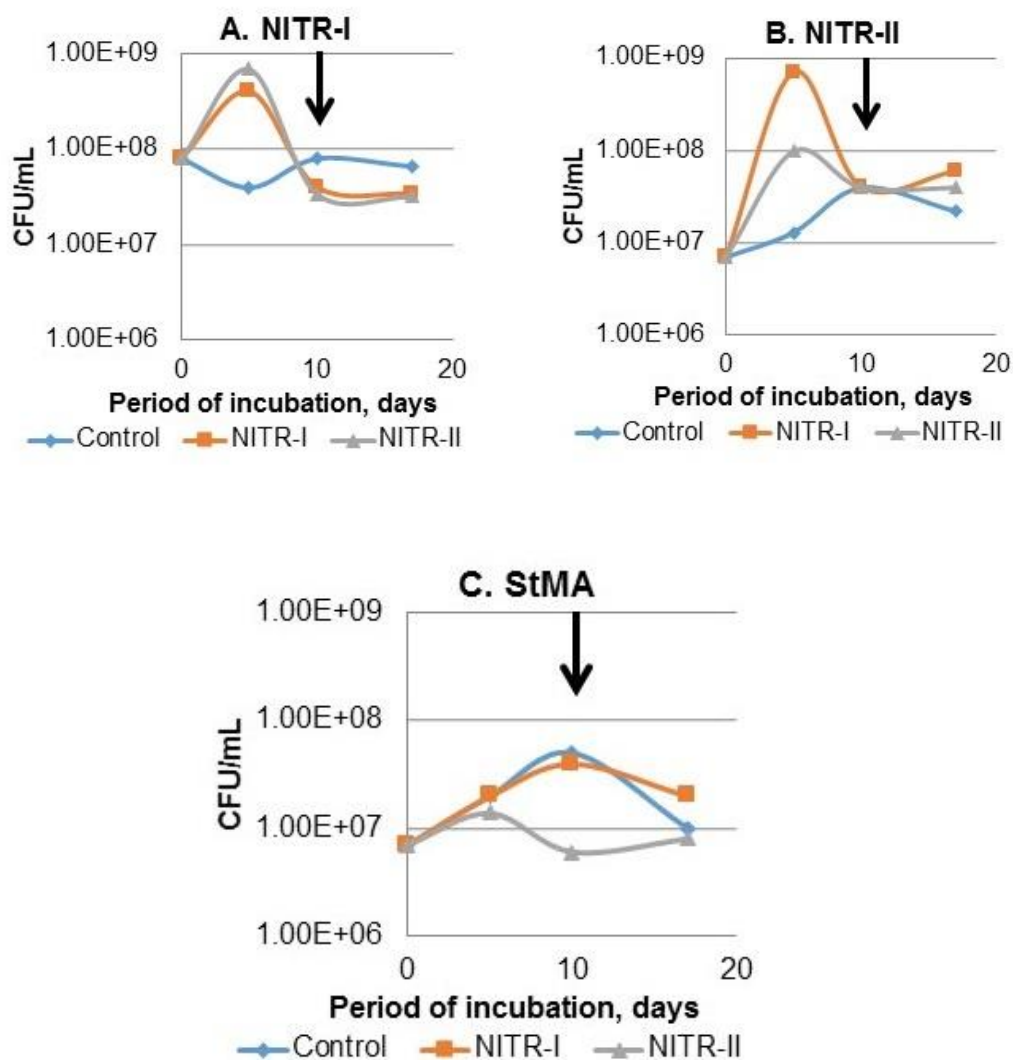 A. NITR-I
1.00E+09
1.00E+08
1.00E+07
1.00E+06
CFU/mL
0 10 20
Period of incubation, days
Control NITR-I NITR-II
B. NITR-II
1.00E+09
1.00E+08
1.00E+07
1.00E+06
CFU/mL
0 10 20
Period of incubation, days
Control NITR-I NITR-II
C. StMA
1.00E+09
1.00E+08
1.00E+07
1.00E+06
CFU/mL
0 10 20
Period of incubation, days
Control NITR-I NITR-II